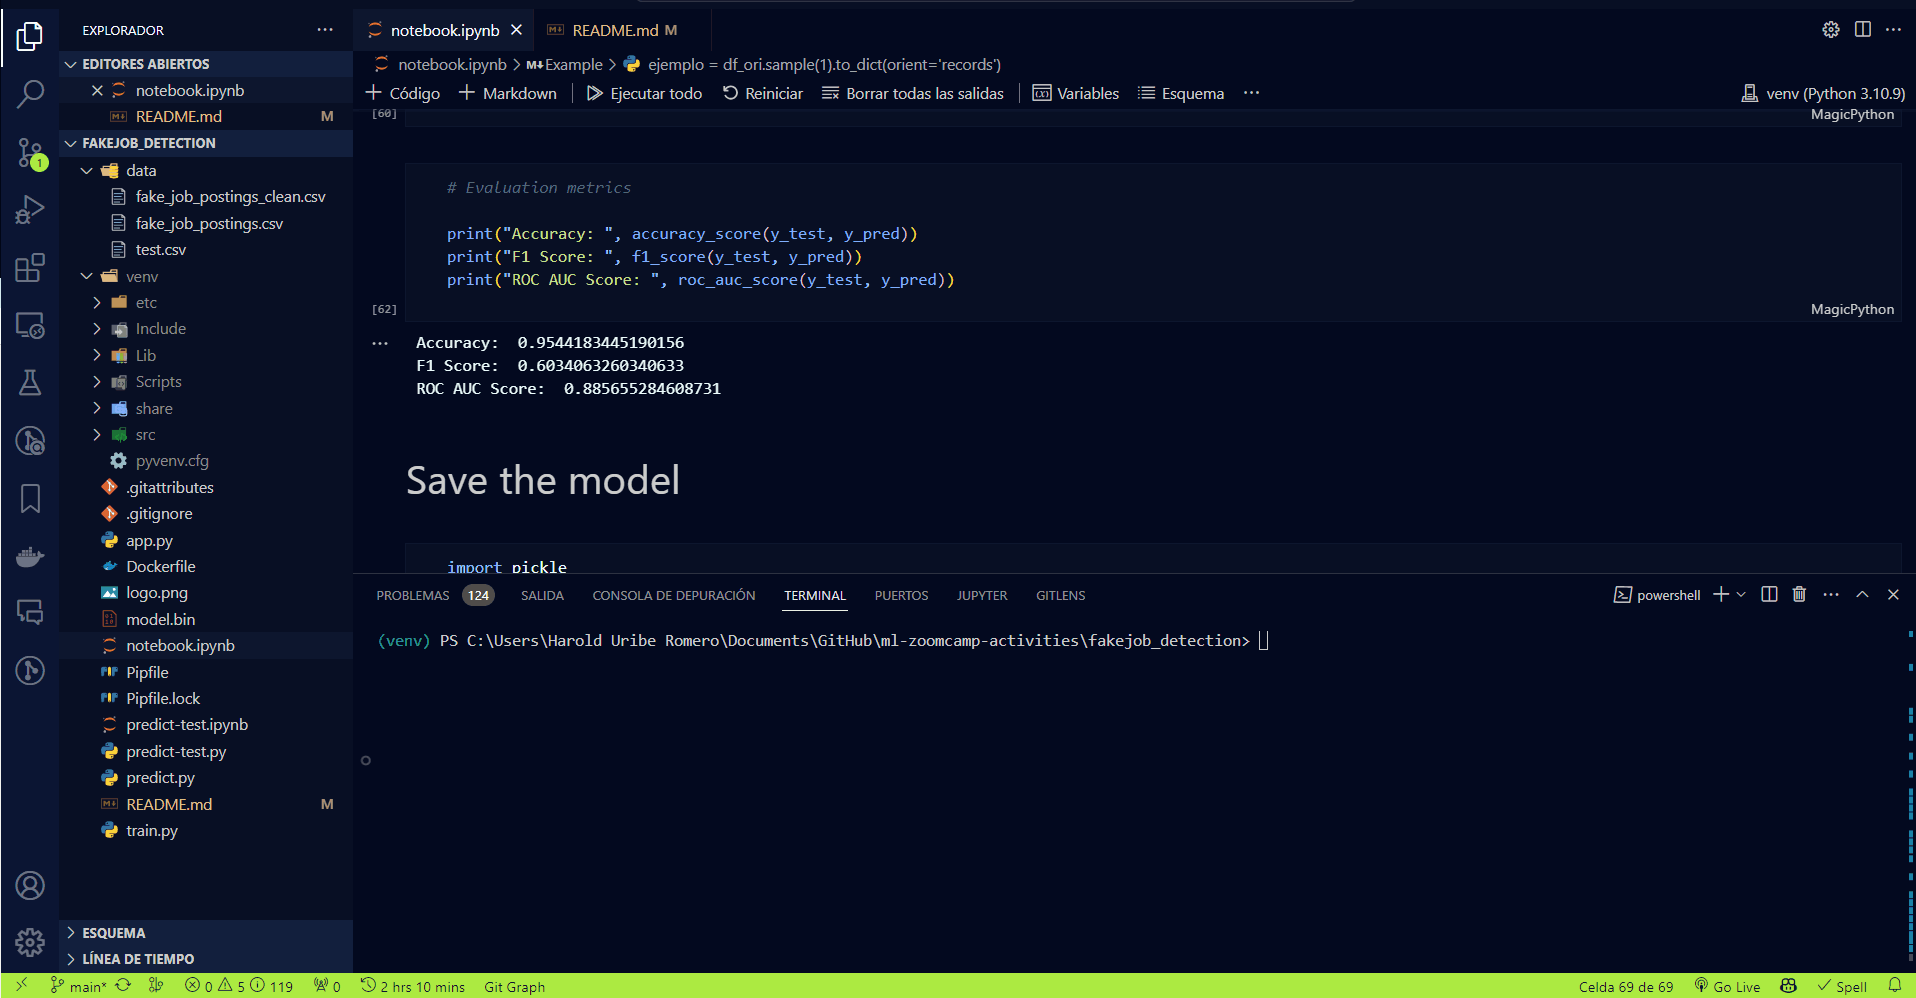 EXPLORADOR
EDITORES ABIERTOS
notebook.ipynb
README.md M
FAKEJOB_DETECTION
data
fake_job_postings_clean.csv
fake_job_postings.csv
test.csv
venv
etc
Include
Lib
Scripts
share
src
pyvenv.cfg
.gitattributes
.gitignore
app.py
Dockerfile
logo.png
model.bin
notebook.ipynb
Pipfile
Pipfile.lock
predict-test.ipynb
predict-test.py
predict.py
README.md M
train.py
ESQUEMA
LÍNEA DE TIEMPO
1
notebook.ipynb README.md M
notebook.ipynb > M↓Example > ejemplo = df_ori.sample(1).to_dict(orient='records')
Código Markdown Ejecutar todo Reiniciar Borrar todas las salidas Variables Esquema ··· venv (Python 3.10.9)
[60] MagicPython
# Evaluation metrics
print("Accuracy: ", accuracy_score(y_test, y_pred))
print("F1 Score: ", f1_score(y_test, y_pred))
print("ROC AUC Score: ", roc_auc_score(y_test, y_pred))
[62] MagicPython
Accuracy:  0.9544183445190156
F1 Score:  0.6034063260340633
ROC AUC Score:  0.885655284608731
Save the model
import pickle
PROBLEMAS 124 SALIDA CONSOLA DE DEPURACIÓN TERMINAL PUERTOS JUPYTER GITLENS powershell
(venv) PS C:\Users\Harold Uribe Romero\Documents\GitHub\ml-zoomcamp-activities\fakejob_detection>
main* 0 5 119 0 2 hrs 10 mins Git Graph Celda 69 de 69 Go Live Spell